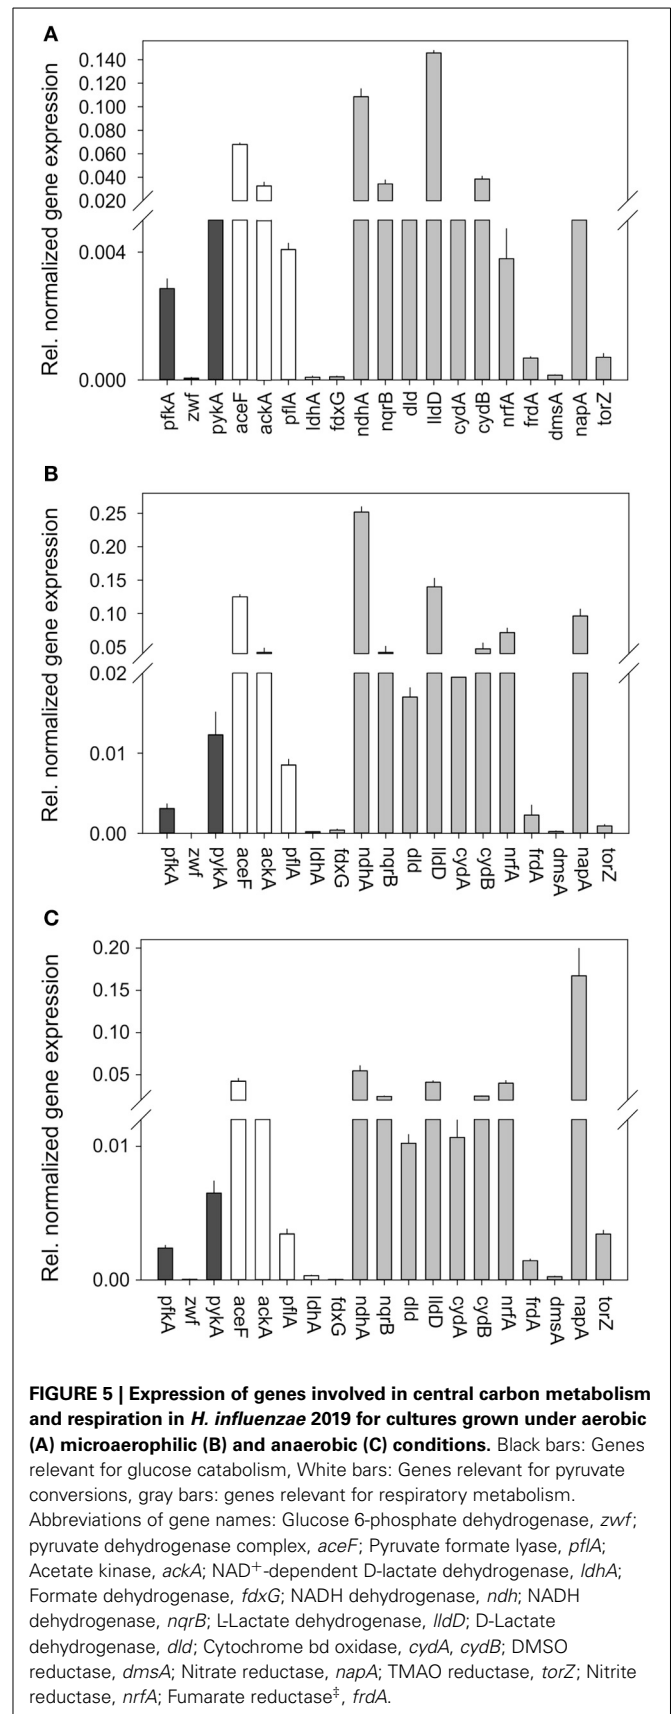 A
Rel. normalized gene expression
0.140
0.120
0.100
0.080
0.060
0.040
0.020
0.004
0.000
pfkA zwf pykA aceF ackA pflA ldhA fdxG ndhA nqrB dld lldD cydA cydB nrfA frdA dmsA napA torZ
B
Rel. normalized gene expression
0.25
0.20
0.15
0.10
0.05
0.02
0.01
0.00
pfkA zwf pykA aceF ackA pflA ldhA fdxG ndhA nqrB dld lldD cydA cydB nrfA frdA dmsA napA torZ
C
Rel. normalized gene expression
0.20
0.15
0.10
0.05
0.01
0.00
pfkA zwf pykA aceF ackA pflA ldhA fdxG ndhA nqrB dld lldD cydA cydB nrfA frdA dmsA napA torZ
FIGURE 5 | Expression of genes involved in central carbon metabolism
and respiration in H. influenzae 2019 for cultures grown under aerobic
(A) microaerophilic (B) and anaerobic (C) conditions. Black bars: Genes
relevant for glucose catabolism, White bars: Genes relevant for pyruvate
conversions, gray bars: genes relevant for respiratory metabolism.
Abbreviations of gene names: Glucose 6-phosphate dehydrogenase, zwf;
pyruvate dehydrogenase complex, aceF; Pyruvate formate lyase, pflA;
Acetate kinase, ackA; NAD+-dependent D-lactate dehydrogenase, ldhA;
Formate dehydrogenase, fdxG; NADH dehydrogenase, ndh; NADH
dehydrogenase, nqrB; L-Lactate dehydrogenase, lldD; D-Lactate
dehydrogenase, dld; Cytochrome bd oxidase, cydA, cydB; DMSO
reductase, dmsA; Nitrate reductase, napA; TMAO reductase, torZ; Nitrite
reductase, nrfA; Fumarate reductase‡, frdA.